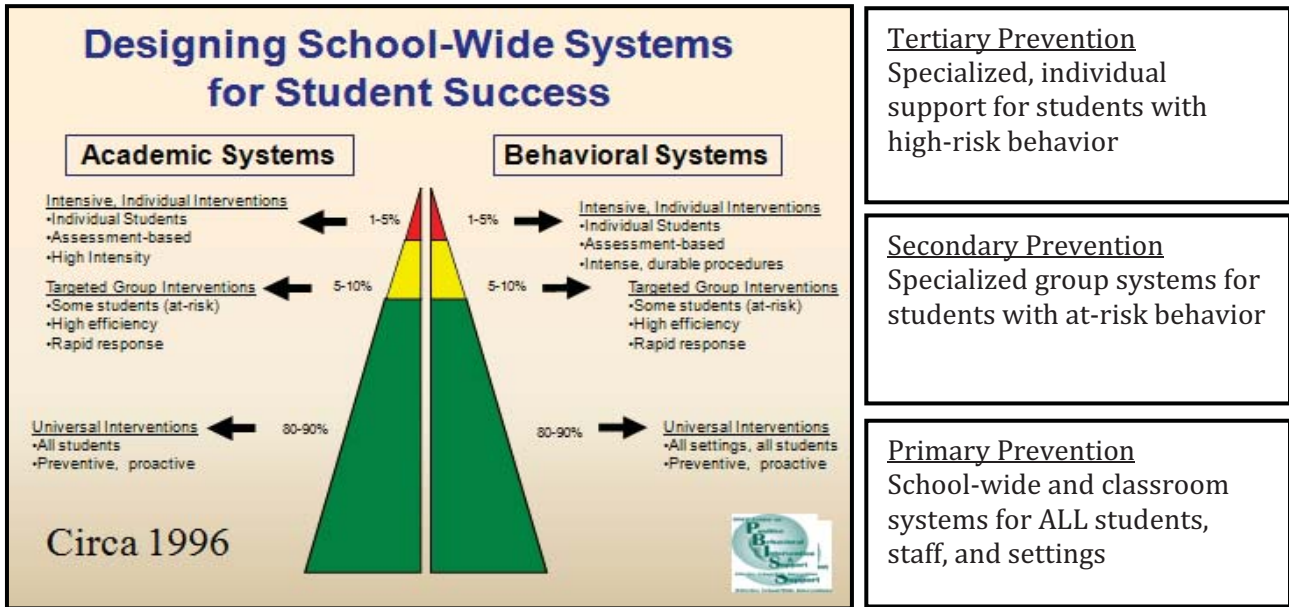 Designing School-Wide Systems
for Student Success
Academic Systems
Intensive, Individual Interventions
•Individual Students
•Assessment-based
•High Intensity
1-5%
Targeted Group Interventions
•Some students (at-risk)
•High efficiency
•Rapid response
5-10%
Universal Interventions
•All students
•Preventive, proactive
80-90%
Behavioral Systems
1-5%
Intensive, Individual Interventions
•Individual Students
•Assessment-based
•Intense, durable procedures
5-10%
Targeted Group Interventions
•Some students (at-risk)
•High efficiency
•Rapid response
80-90%
Universal Interventions
•All settings, all students
•Preventive, proactive
Circa 1996
Positive
Behavioral
Intervention
Support
Tertiary Prevention
Specialized, individual
support for students with
high-risk behavior
Secondary Prevention
Specialized group systems for
students with at-risk behavior
Primary Prevention
School-wide and classroom
systems for ALL students,
staff, and settings